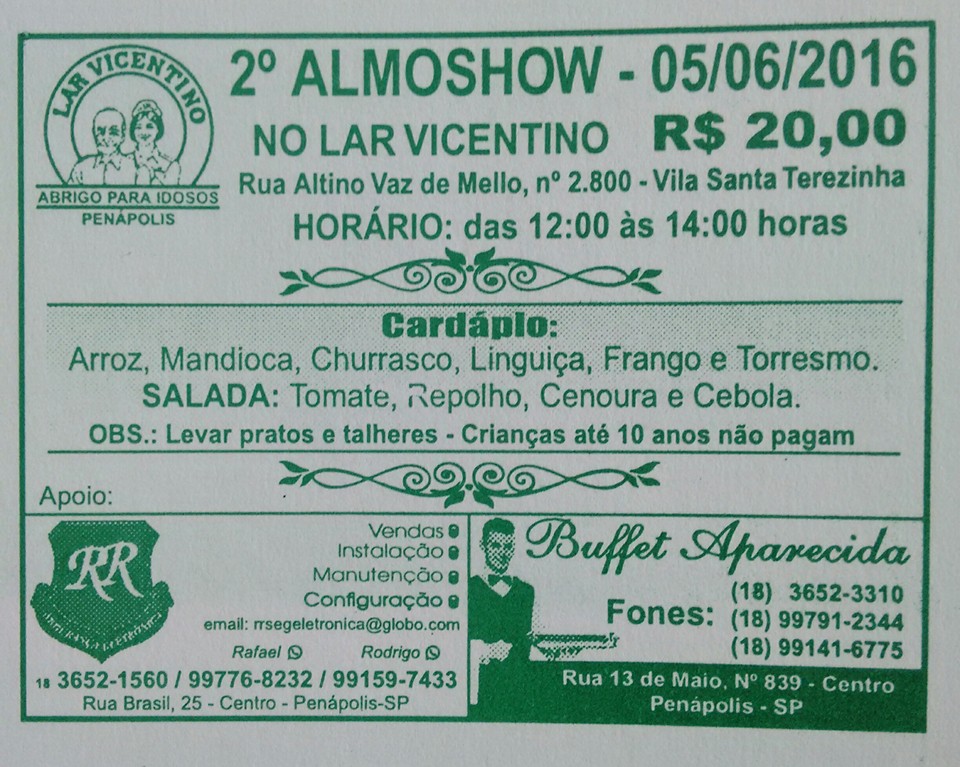 LAR VICENTINO
ABRIGO PARA IDOSOS
PENÁPOLIS
2º ALMOSHOW - 05/06/2016
NO LAR VICENTINO R$ 20,00
Rua Altino Vaz de Mello, nº 2.800 - Vila Santa Terezinha
HORÁRIO: das 12:00 às 14:00 horas
Cardápio:
Arroz, Mandioca, Churrasco, Linguiça, Frango e Torresmo.
SALADA: Tomate, Repolho, Cenoura e Cebola.
OBS.: Levar pratos e talheres - Crianças até 10 anos não pagam
Apoio:
RR
SEGURANÇA ELETRÔNICA
Vendas
Instalação
Manutenção
Configuração
email: rrsegeletronica@globo.com
Rafael Rodrigo
18 3652-1560 / 99776-8232 / 99159-7433
Rua Brasil, 25 - Centro - Penápolis-SP
Buffet Aparecida
Fones: (18) 3652-3310
(18) 99791-2344
(18) 99141-6775
Rua 13 de Maio, Nº 839 - Centro
Penápolis - SP